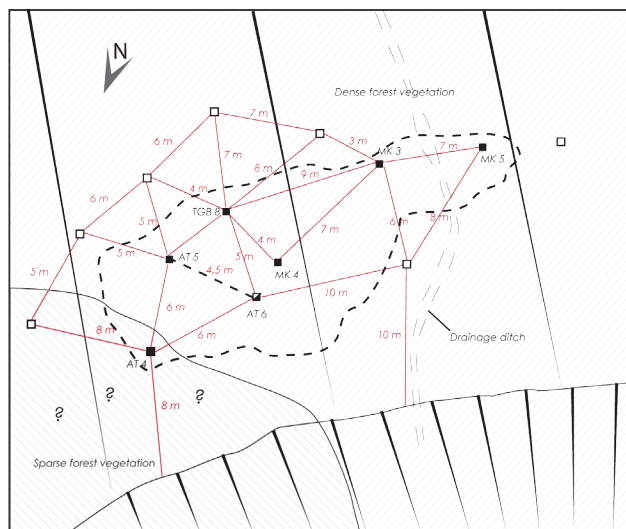 N
Dense forest vegetation
7 m
3 m
MK 3
7 m
MK 5
6 m
7 m
8 m
9 m
4 m
6 m
5 m
TGB 8
6 m
8 m
5 m
AT 5
4,5 m
5 m
4 m
MK 4
7 m
5 m
6 m
AT 6
10 m
10 m
Drainage ditch
8 m
6 m
AT 4
8 m
?
?
?
Sparse forest vegetation